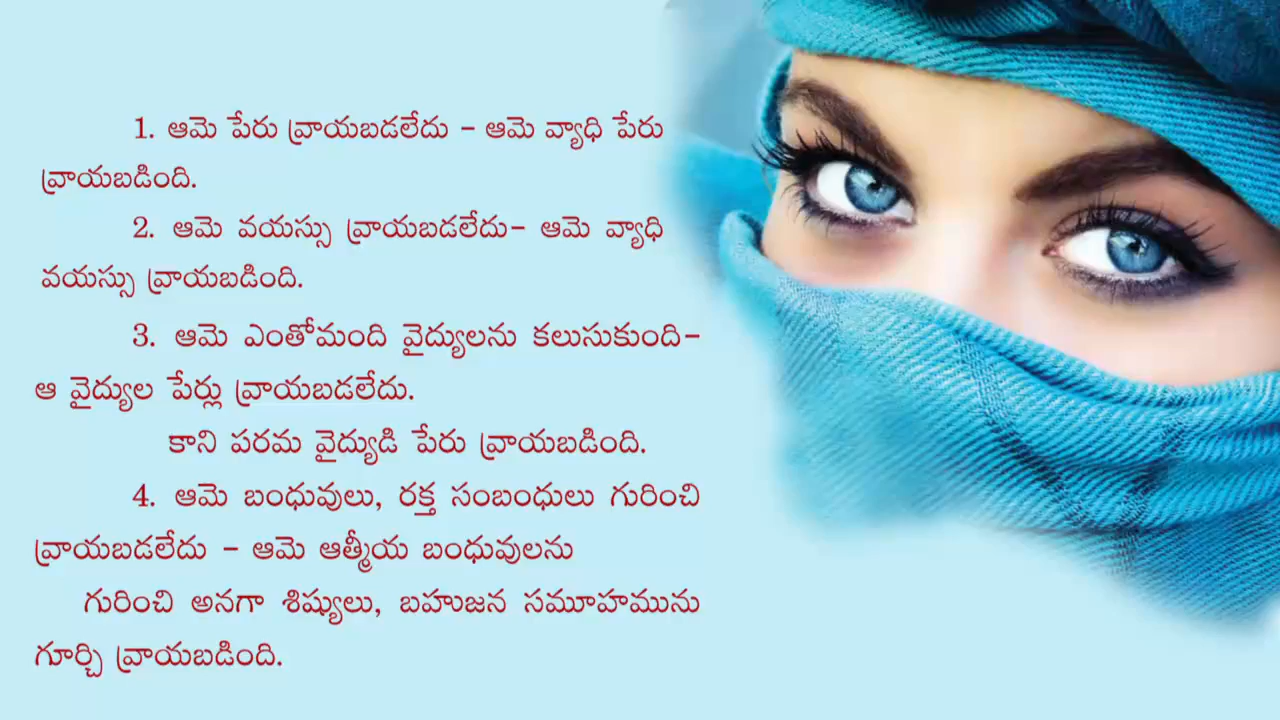 1. ఆమె పేరు వ్రాయబడలేదు - ఆమె వ్యాధి పేరు
వ్రాయబడింది.
2. ఆమె వయస్సు వ్రాయబడలేదు- ఆమె వ్యాధి
వయస్సు వ్రాయబడింది.
3. ఆమె ఎంతోమంది వైద్యులను కలుసుకుంది-
ఆ వైద్యుల పేర్లు వ్రాయబడలేదు.
కాని పరమ వైద్యుడి పేరు వ్రాయబడింది.
4. ఆమె బంధువులు, రక్త సంబంధులు గురించి
వ్రాయబడలేదు - ఆమె ఆత్మీయ బంధువులను
గురించి అనగా శిష్యులు, బహుజన సమూహమును
గూర్చి వ్రాయబడింది.